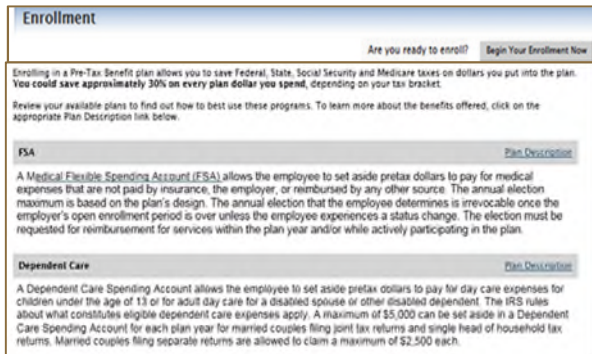 Enrollment
Are you ready to enroll? Begin Your Enrollment Now
Enrolling in a Pre-Tax Benefit plan allows you to save Federal, State, Social Security and Medicare taxes on dollars you put into the plan.
You could save approximately 30% on every plan dollar you spend, depending on your tax bracket.
Review your available plans to find out how to best use these programs. To learn more about the benefits offered, click on the
appropriate Plan Description link below.
FSA Plan Description
A Medical Flexible Spending Account (FSA) allows the employee to set aside pretax dollars to pay for medical
expenses that are not paid by insurance, the employer, or reimbursed by any other source. The annual election
maximum is based on the plan's design. The annual election that the employee determines is irrevocable once the
employer's open enrollment period is over unless the employee experiences a status change. The election must be
requested for reimbursement for services within the plan year and/or while actively participating in the plan.
Dependent Care Plan Description
A Dependent Care Spending Account allows the employee to set aside pretax dollars to pay for day care expenses for
children under the age of 13 or for adult day care for a disabled spouse or other disabled dependent. The IRS rules
about what constitutes eligible dependent care expenses apply. A maximum of $5,000 can be set aside in a Dependent
Care Spending Account for each plan year for married couples filing joint tax returns and single head of household tax
returns. Married couples filing separate returns are allowed to claim a maximum of $2,500 each.